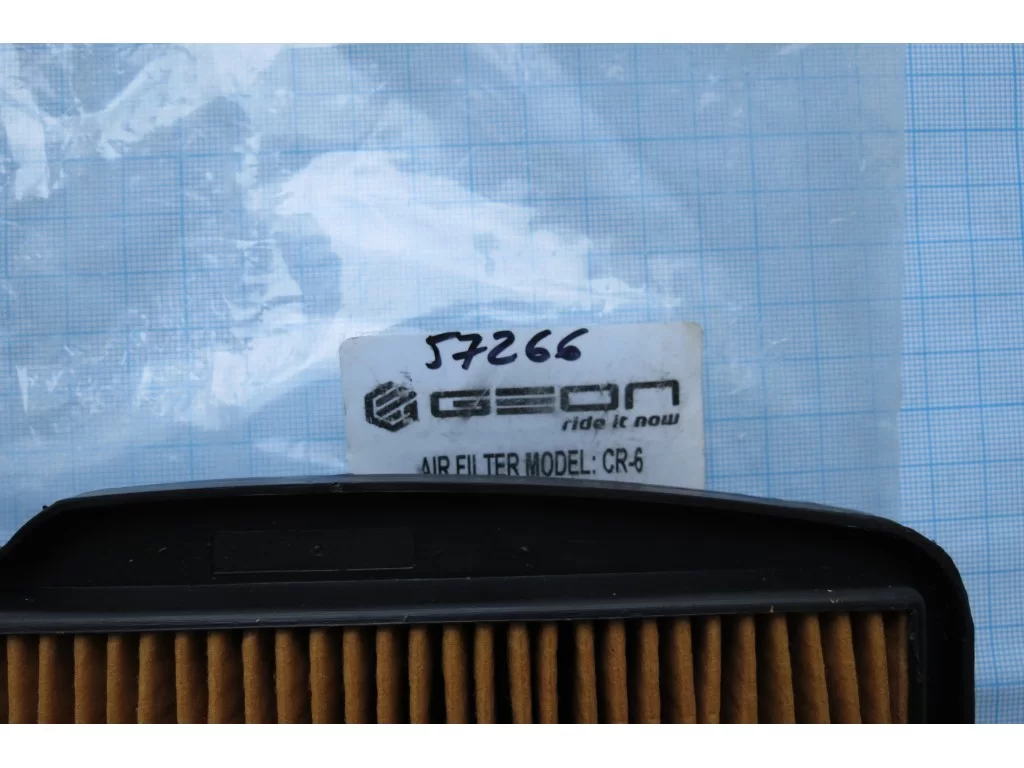 57266
GEON
ride it now
AIR FILTER MODEL: CR-6